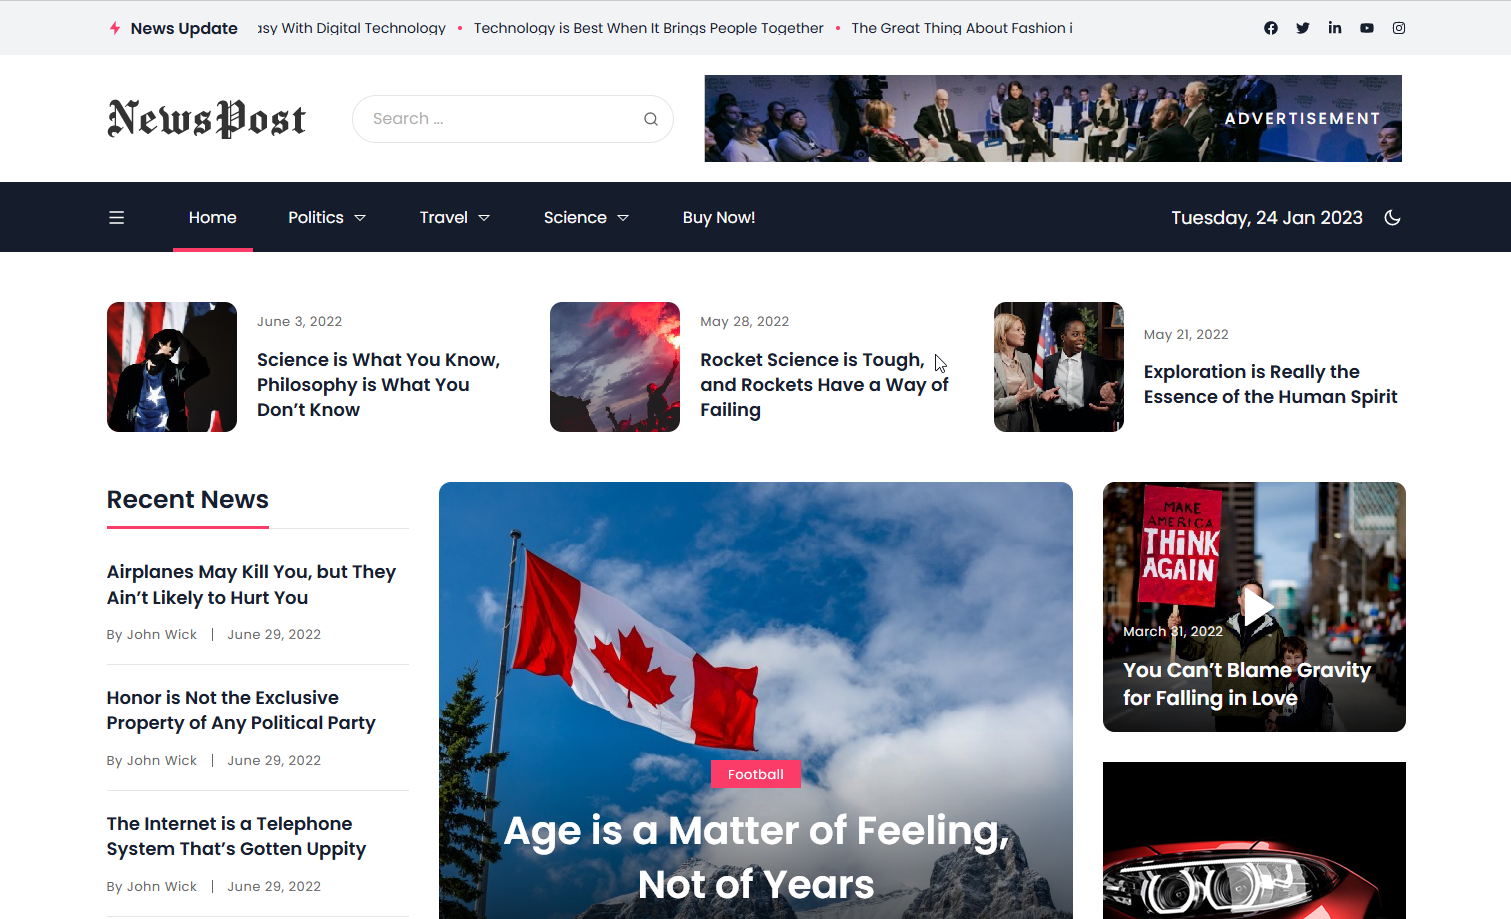 News Update
asy With Digital Technology • Technology is Best When It Brings People Together • The Great Thing About Fashion i
NewsPost
Search ...
ADVERTISEMENT
Home
Politics
Travel
Science
Buy Now!
Tuesday, 24 Jan 2023
June 3, 2022
Science is What You Know,
Philosophy is What You
Don't Know
May 28, 2022
Rocket Science is Tough,
and Rockets Have a Way of
Failing
May 21, 2022
Exploration is Really the
Essence of the Human Spirit
Recent News
Airplanes May Kill You, but They
Ain't Likely to Hurt You
By John Wick | June 29, 2022
Honor is Not the Exclusive
Property of Any Political Party
By John Wick | June 29, 2022
The Internet is a Telephone
System That's Gotten Uppity
By John Wick | June 29, 2022
Football
Age is a Matter of Feeling,
Not of Years
MAKE
AMERICA
THiNK
AGAIN
March 31, 2022
You Can't Blame Gravity
for Falling in Love